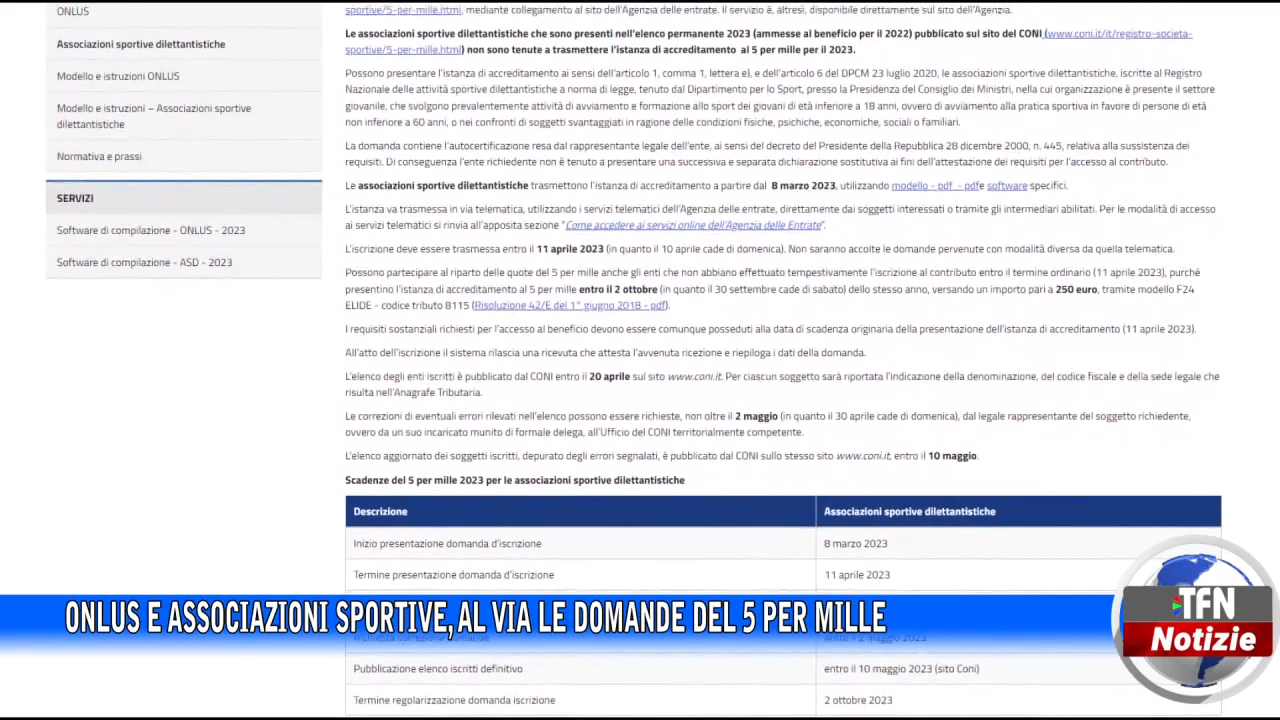 ONLUS
Associazioni sportive dilettantistiche
Modello e istruzioni ONLUS
Modello e istruzioni – Associazioni sportive
dilettantistiche
Normativa e prassi
SERVIZI
Software di compilazione - ONLUS - 2023
Software di compilazione - ASD - 2023
sportive/5-per-mille.html, mediante collegamento al sito dell'Agenzia delle entrate. Il servizio è, altresì, disponibile direttamente sul sito dell'Agenzia.
Le associazioni sportive dilettantistiche che sono presenti nell'elenco permanente 2023 (ammesse al beneficio per il 2022) pubblicato sul sito del CONI (www.coni.it/it/registro-societa-
sportive/5-per-mille.html) non sono tenute a trasmettere l'istanza di accreditamento al 5 per mille per il 2023.
Possono presentare l'istanza di accreditamento ai sensi dell'articolo 1, comma 1, lettera e), e dell'articolo 6 del DPCM 23 luglio 2020, le associazioni sportive dilettantistiche, iscritte al Registro
Nazionale delle attività sportive dilettantistiche a norma di legge, tenuto dal Dipartimento per lo Sport, presso la Presidenza del Consiglio dei Ministri, nella cui organizzazione è presente il settore
giovanile, che svolgono prevalentemente attività di avviamento e formazione allo sport dei giovani di età inferiore a 18 anni, ovvero di avviamento alla pratica sportiva in favore di persone di età
non inferiore a 60 anni, o nei confronti di soggetti svantaggiati in ragione delle condizioni fisiche, psichiche, economiche, sociali o familiari.
La domanda contiene l'autocertificazione resa dal rappresentante legale dell'ente, ai sensi del decreto del Presidente della Repubblica 28 dicembre 2000, n. 445, relativa alla sussistenza dei
requisiti. Di conseguenza l'ente richiedente non è tenuto a presentare una successiva e separata dichiarazione sostitutiva ai fini dell'attestazione dei requisiti per l'accesso al contributo.
Le associazioni sportive dilettantistiche trasmettono l'istanza di accreditamento a partire dal 8 marzo 2023, utilizzando modello - pdf - pdfe software specifici.
L'istanza va trasmessa in via telematica, utilizzando i servizi telematici dell'Agenzia delle entrate, direttamente dai soggetti interessati o tramite gli intermediari abilitati. Per le modalità di accesso
ai servizi telematici si rinvia all'apposita sezione "Come accedere ai servizi online dell'Agenzia delle Entrate".
L'iscrizione deve essere trasmessa entro il 11 aprile 2023 (in quanto il 10 aprile cade di domenica). Non saranno accolte le domande pervenute con modalità diversa da quella telematica.
Possono partecipare al riparto delle quote del 5 per mille anche gli enti che non abbiano effettuato tempestivamente l'iscrizione al contributo entro il termine ordinario (11 aprile 2023), purché
presentino l'istanza di accreditamento al 5 per mille entro il 2 ottobre (in quanto il 30 settembre cade di sabato) dello stesso anno, versando un importo pari a 250 euro, tramite modello F24
ELIDE - codice tributo 8115 (Risoluzione 42/E del 1° giugno 2018 - pdf).
I requisiti sostanziali richiesti per l'accesso al beneficio devono essere comunque posseduti alla data di scadenza originaria della presentazione dell'istanza di accreditamento (11 aprile 2023).
All'atto dell'iscrizione il sistema rilascia una ricevuta che attesta l'avvenuta ricezione e riepiloga i dati della domanda.
L'elenco degli enti iscritti è pubblicato dal CONI entro il 20 aprile sul sito www.coni.it. Per ciascun soggetto sarà riportata l'indicazione della denominazione, del codice fiscale e della sede legale che
risulta nell'Anagrafe Tributaria.
Le correzioni di eventuali errori rilevati nell'elenco possono essere richieste, non oltre il 2 maggio (in quanto il 30 aprile cade di domenica), dal legale rappresentante del soggetto richiedente,
ovvero da un suo incaricato munito di formale delega, all'Ufficio del CONI territorialmente competente.
L'elenco aggiornato dei soggetti iscritti, depurato degli errori segnalati, è pubblicato dal CONI sullo stesso sito www.coni.it, entro il 10 maggio.
Scadenze del 5 per mille 2023 per le associazioni sportive dilettantistiche
Descrizione Associazioni sportive dilettantistiche
Inizio presentazione domanda d'iscrizione 8 marzo 2023
Termine presentazione domanda d'iscrizione 11 aprile 2023
ONLUS E ASSOCIAZIONI SPORTIVE, AL VIA LE DOMANDE DEL 5 PER MILLE
TFN
Notizie
Pubblicazione elenco iscritti definitivo entro il 10 maggio 2023 (sito Coni)
Termine regolarizzazione domanda iscrizione 2 ottobre 2023